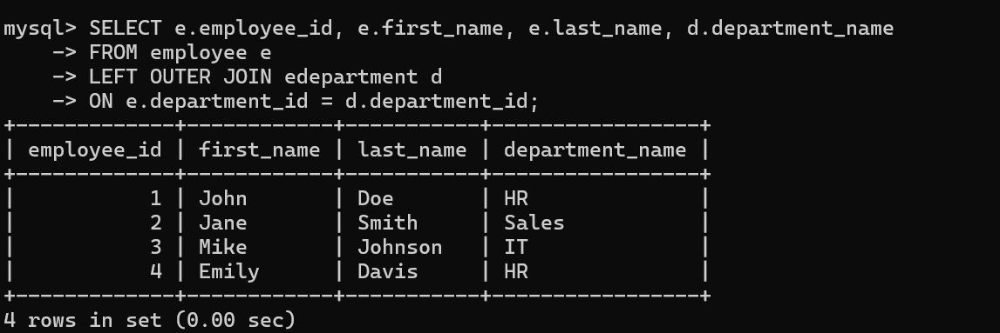 mysql> SELECT e.employee_id, e.first_name, e.last_name, d.department_name
    -> FROM employee e
    -> LEFT OUTER JOIN edepartment d
    -> ON e.department_id = d.department_id;
+-------------+------------+-----------+-----------------+
| employee_id | first_name | last_name | department_name |
+-------------+------------+-----------+-----------------+
|           1 | John       | Doe       | HR              |
|           2 | Jane       | Smith     | Sales           |
|           3 | Mike       | Johnson   | IT              |
|           4 | Emily      | Davis     | HR              |
+-------------+------------+-----------+-----------------+
4 rows in set (0.00 sec)